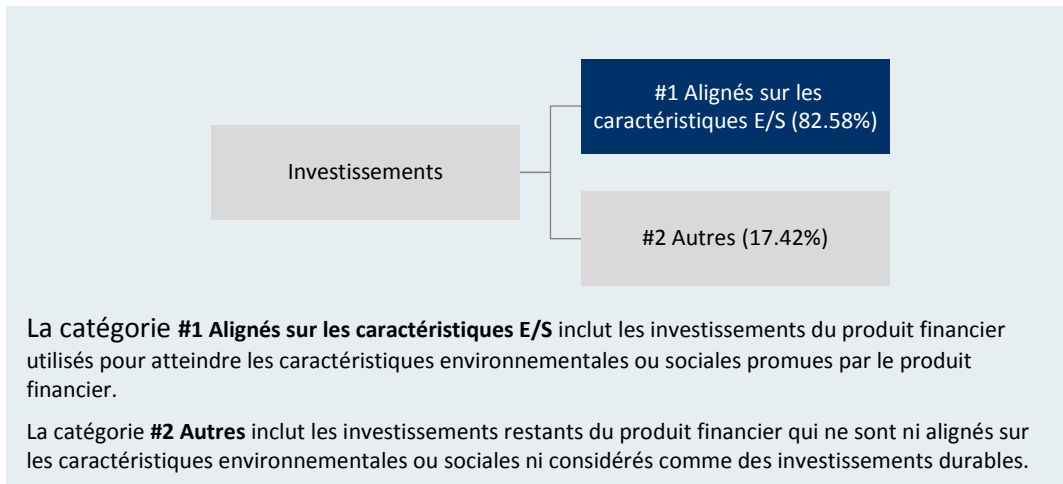 #1 Alignés sur les
caractéristiques E/S (82.58%)
Investissements
#2 Autres (17.42%)
La catégorie #1 Alignés sur les caractéristiques E/S inclut les investissements du produit financier
utilisés pour atteindre les caractéristiques environnementales ou sociales promues par le produit
financier.
La catégorie #2 Autres inclut les investissements restants du produit financier qui ne sont ni alignés sur
les caractéristiques environnementales ou sociales ni considérés comme des investissements durables.